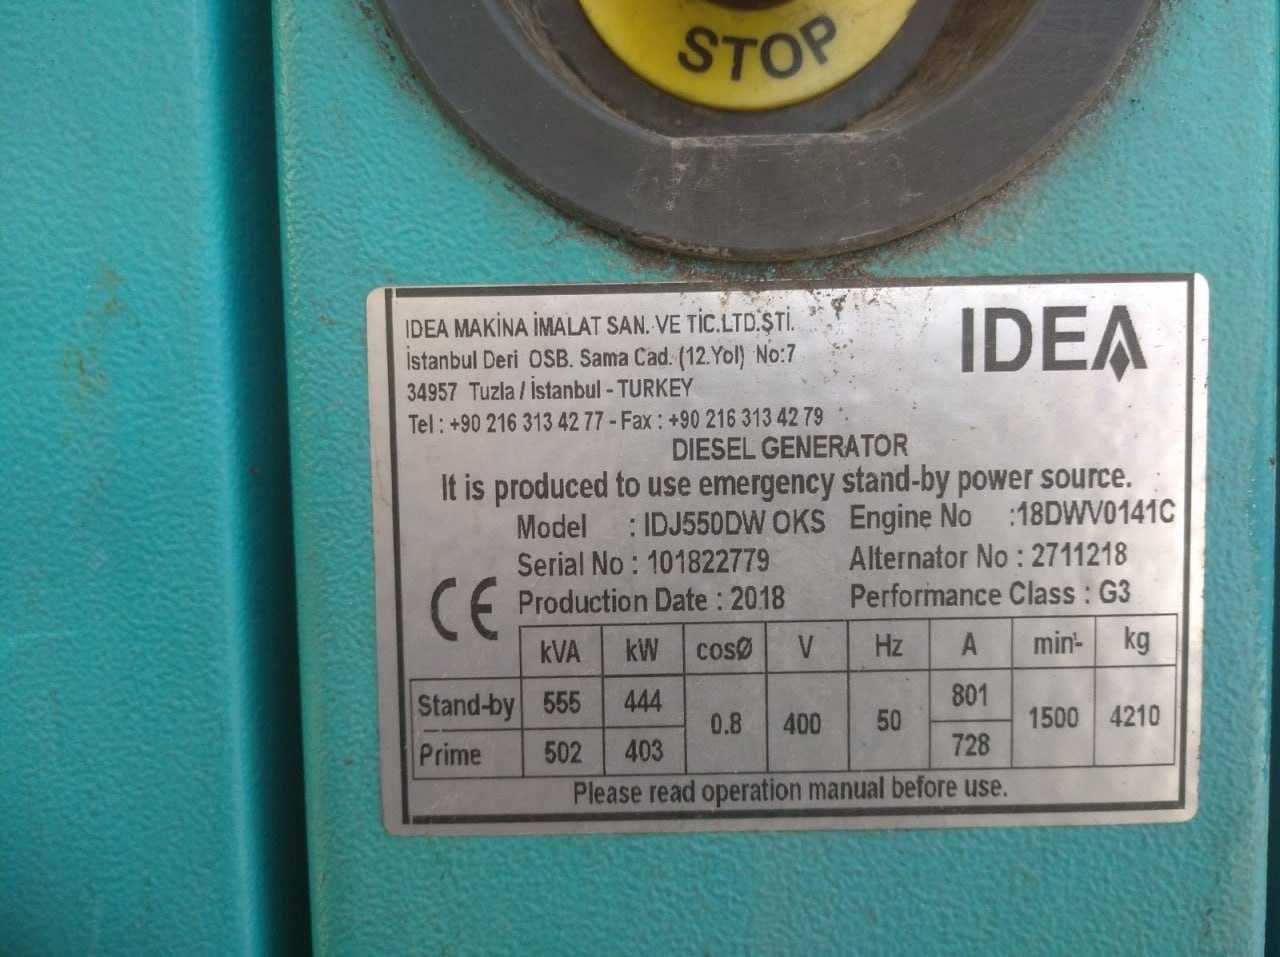 STOP
IDEA MAKİNA İMALAT SAN. VE TİC.LTD.ŞTİ.
IDEA
İstanbul Deri OSB. Sama Cad. (12.Yol) No:7
34957 Tuzla / İstanbul - TURKEY
Tel : +90 216 313 42 77 - Fax : +90 216 313 42 79
DIESEL GENERATOR
It is produced to use emergency stand-by power source.
Model : IDJ550DW OKS Engine No :18DWV0141C
Serial No : 101822779 Alternator No : 2711218
CE Production Date : 2018 Performance Class : G3
kVA kW cosØ V Hz A min¹- kg
Stand-by 555 444 0.8 400 50 801 1500 4210
Prime 502 403 728
Please read operation manual before use.